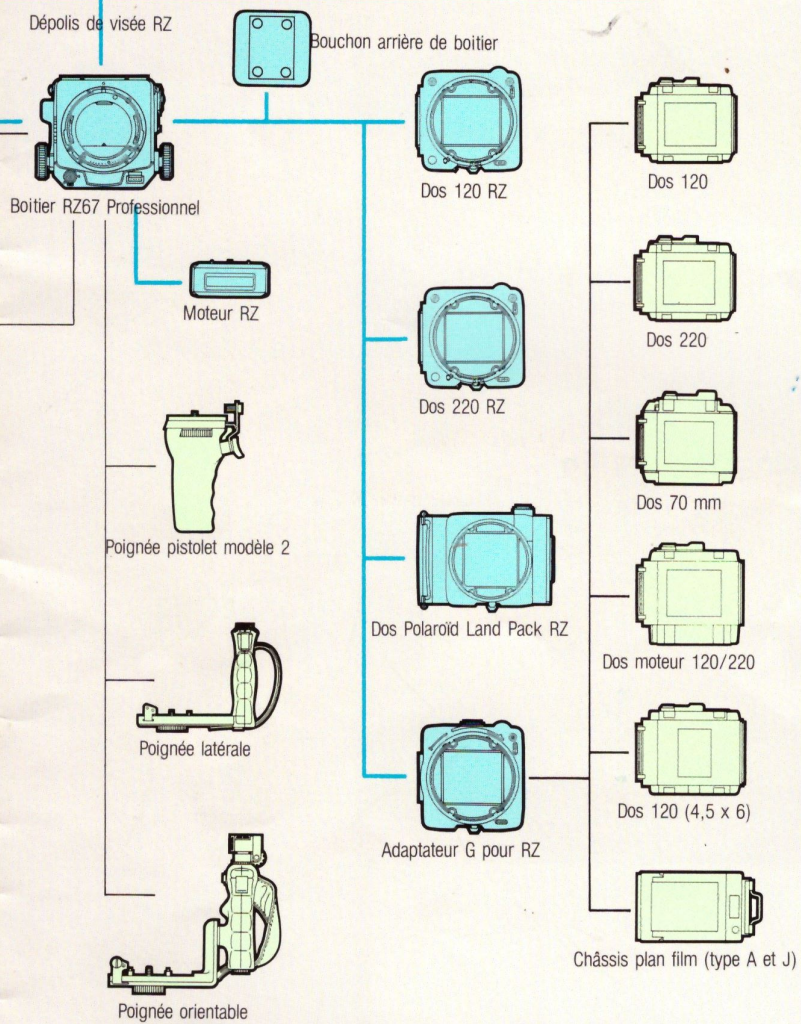 Dépolis de visée RZ
Bouchon arrière de boitier
Dos 120 RZ
Dos 120
Boitier RZ67 Professionnel
Moteur RZ
Dos 220
Dos 220 RZ
Dos 70 mm
Poignée pistolet modèle 2
Dos Polaroïd Land Pack RZ
Dos moteur 120/220
Poignée latérale
Dos 120 (4,5 x 6)
Adaptateur G pour RZ
Châssis plan film (type A et J)
Poignée orientable